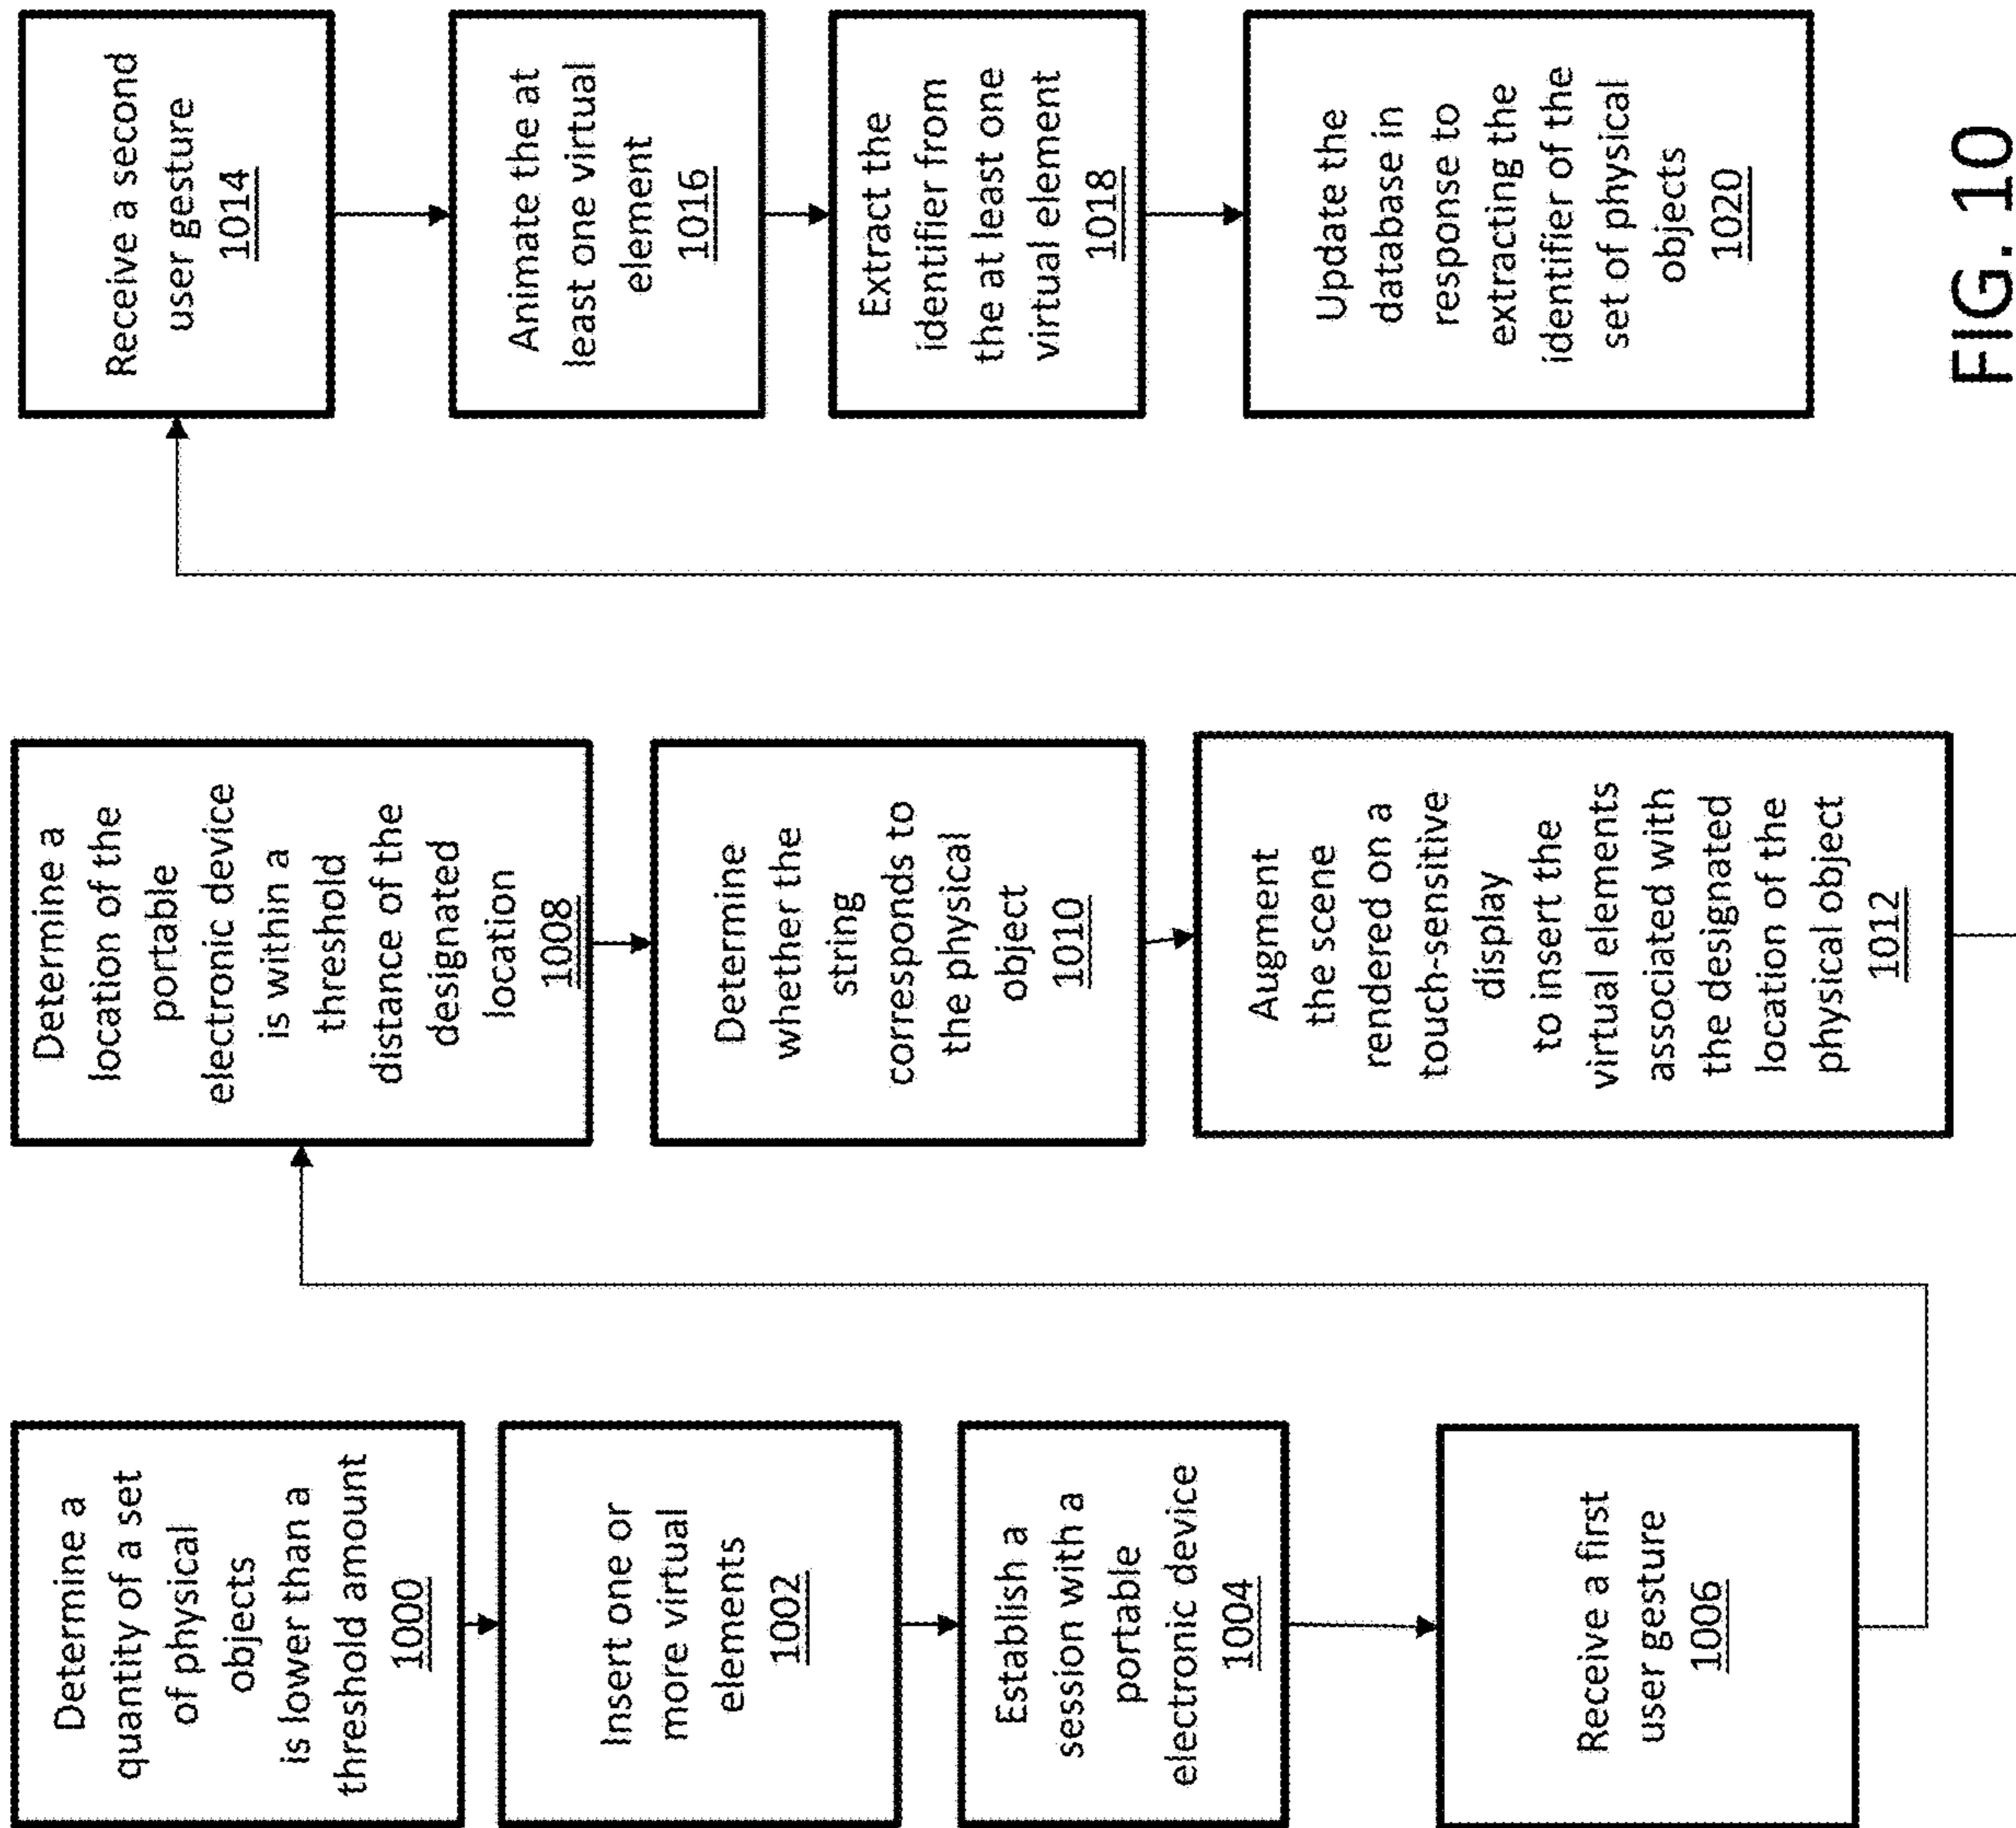 Determine a
quantity of a set
of physical
objects
is lower than a
threshold amount
1000
Insert one or
more virtual
elements
1002
Establish a
session with a
portable
electronic device
1004
Receive a first
user gesture
1006
Determine a
location of the
portable
electronic device
is within a
threshold
distance of the
designated
location
1008
Determine
whether the
string
corresponds to
the physical
object
1010
Augment
the scene
rendered on a
touch-sensitive
display
to insert the
virtual elements
associated with
the designated
location of the
physical object
1012
Receive a second
user gesture
1014
Animate the at
least one virtual
element
1016
Extract the
identifier from
the at least one
virtual element
1018
Update the
database in
response to
extracting the
identifier of the
set of physical
objects
1020
FIG. 10